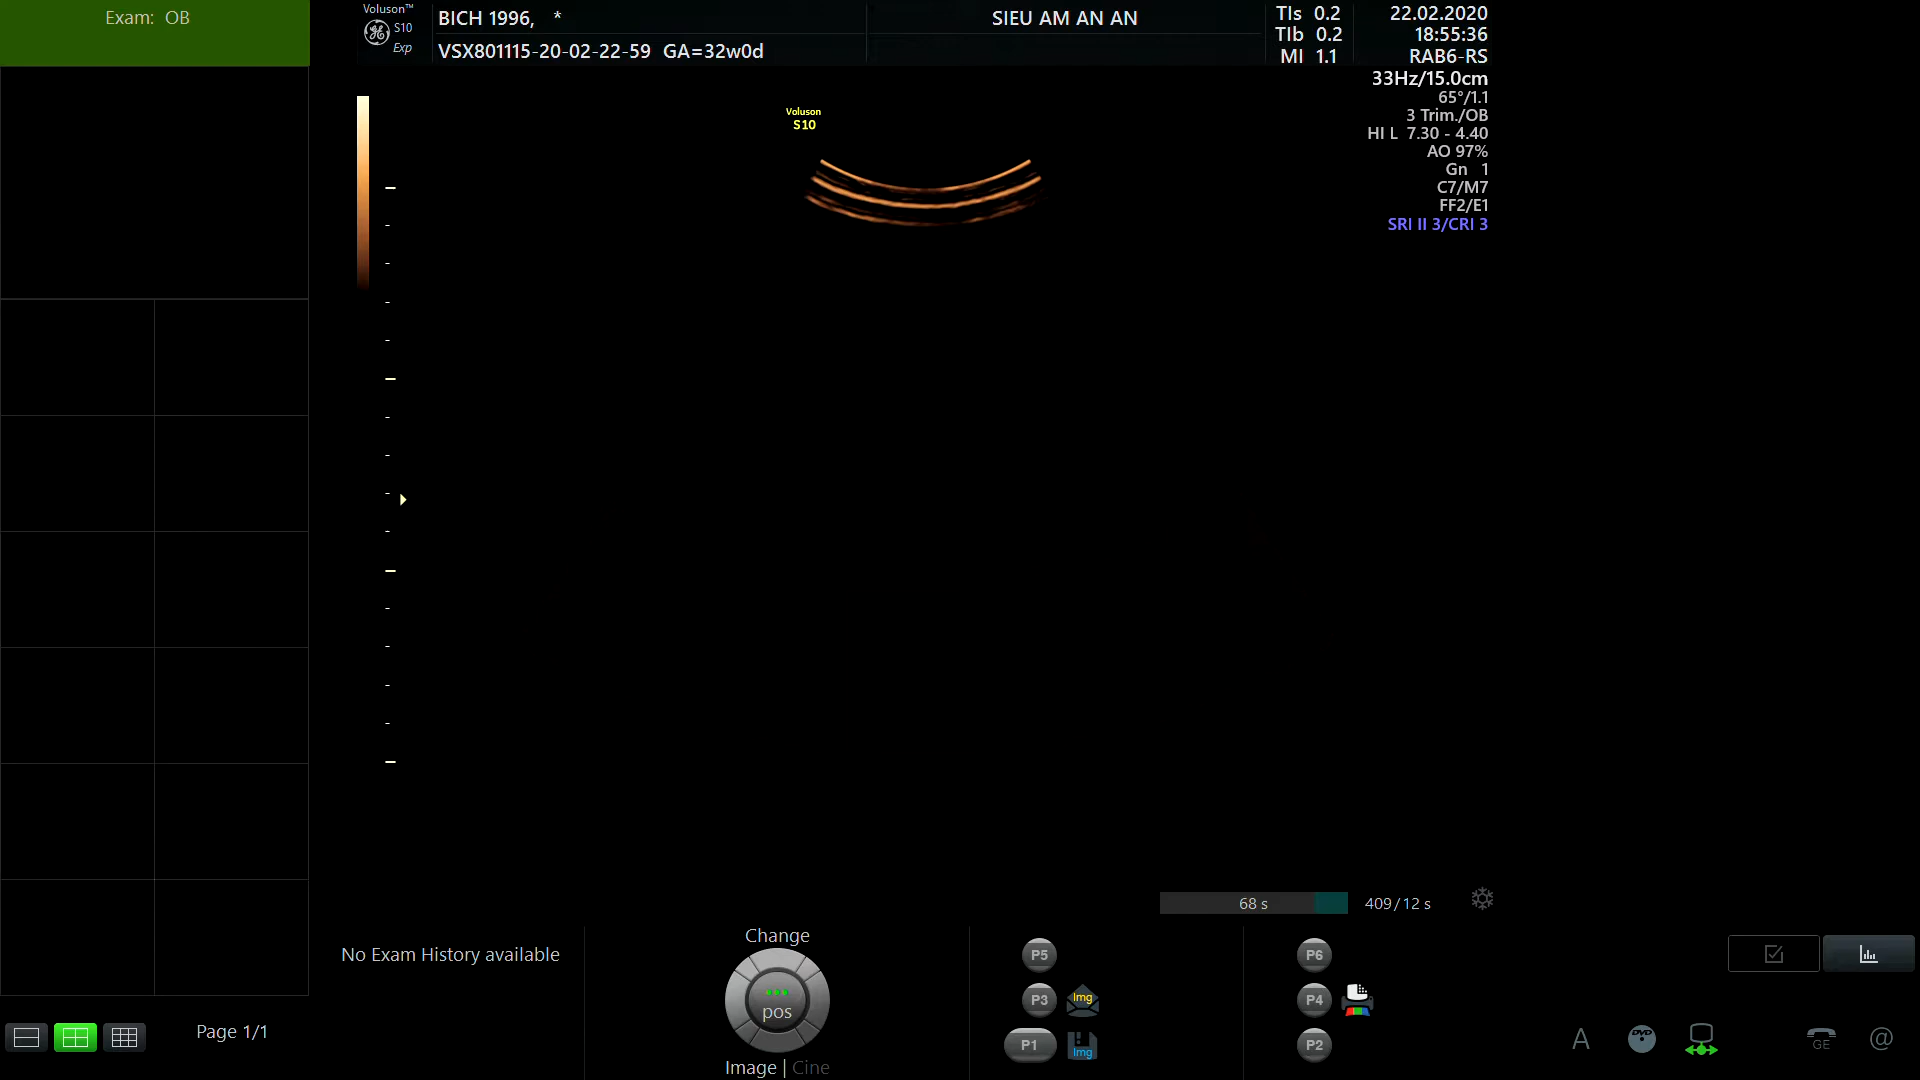 Exam: OB
Voluson™
S10
Exp
BICH 1996, *
VSX801115-20-02-22-59 GA=32w0d
SIEU AM AN AN
TIs 0.2
TIb 0.2
MI 1.1
22.02.2020
18:55:36
RAB6-RS
33Hz/15.0cm
65°/1.1
3 Trim./OB
HI L 7.30 - 4.40
AO 97%
Gn 1
C7/M7
FF2/E1
SRI II 3/CRI 3
Voluson
S10
68 s
409/12 s
No Exam History available
Change
pos
Image | Cine
P5
P3
Img
P1
Img
P6
P4
P2
Page 1/1
A
DVD
GE
@